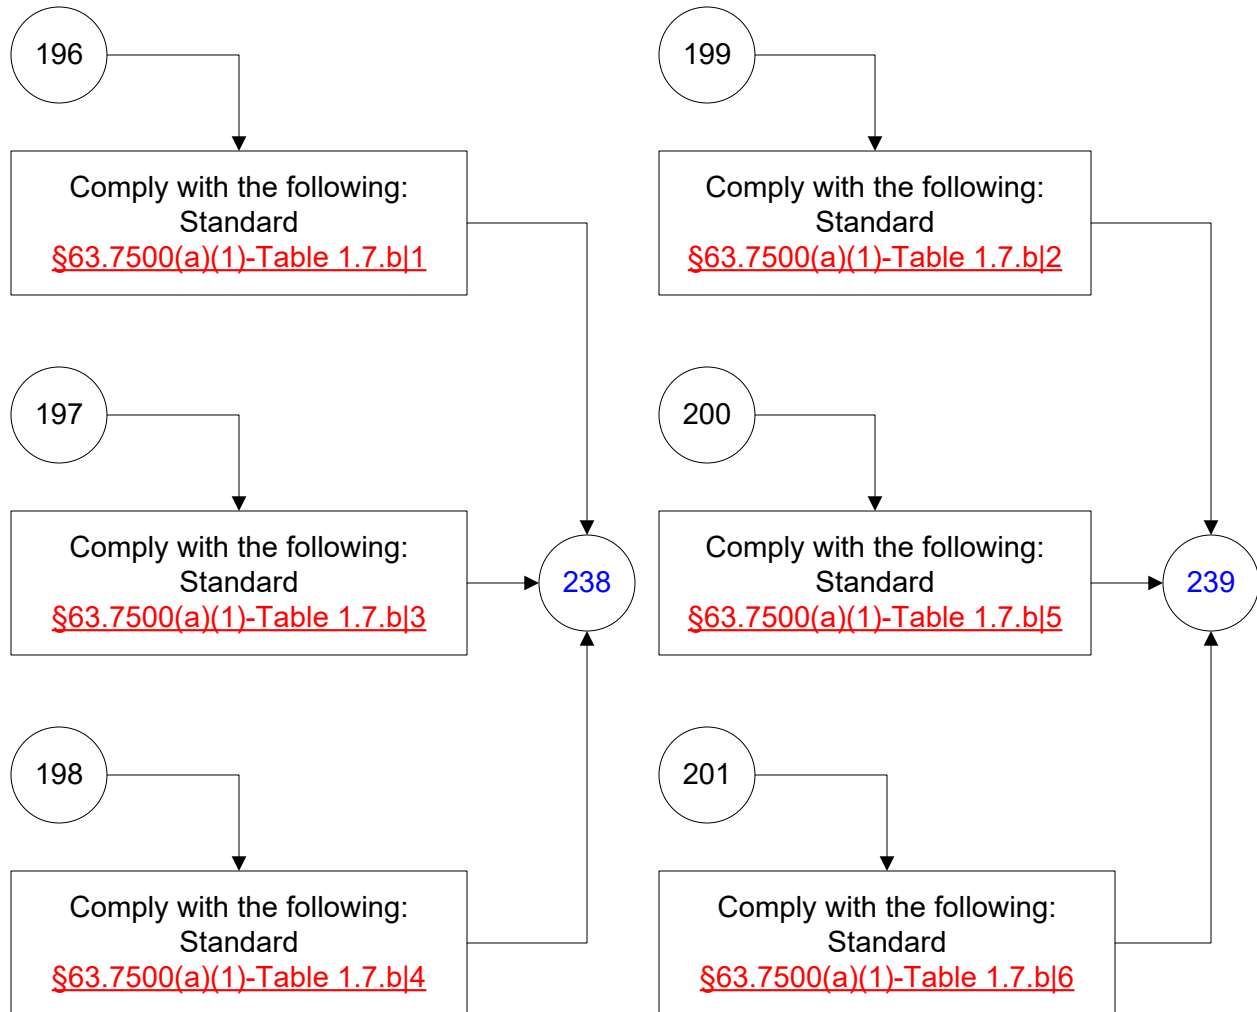 196
Comply with the following:
Standard
§63.7500(a)(1)-Table 1.7.b|1
197
Comply with the following:
Standard
§63.7500(a)(1)-Table 1.7.b|3
238
198
Comply with the following:
Standard
§63.7500(a)(1)-Table 1.7.b|4
199
Comply with the following:
Standard
§63.7500(a)(1)-Table 1.7.b|2
200
Comply with the following:
Standard
§63.7500(a)(1)-Table 1.7.b|5
239
201
Comply with the following:
Standard
§63.7500(a)(1)-Table 1.7.b|6